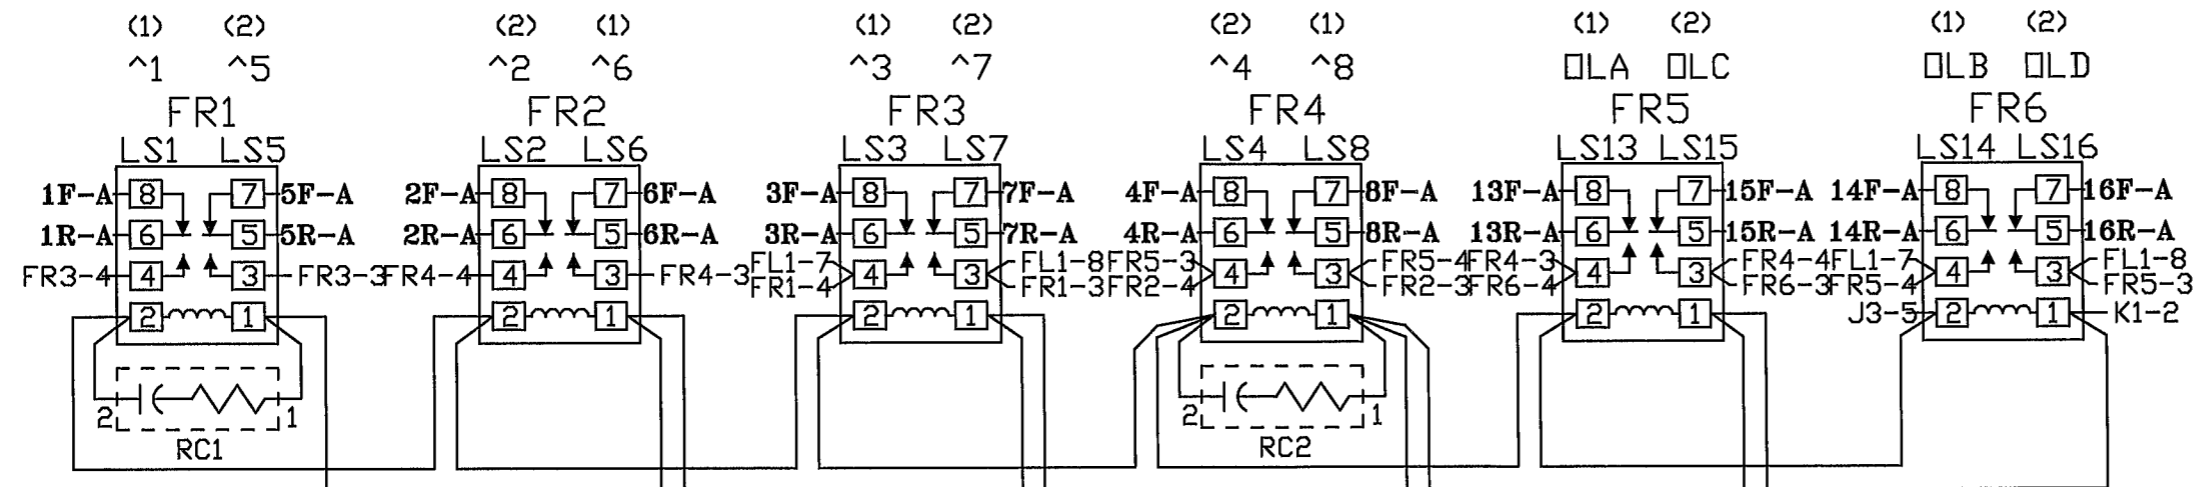 (1) (2) (2) (1) (1) (2) (2) (1) (1) (2) (1) (2)
^1 ^5 ^2 ^6 ^3 ^7 ^4 ^8 OLA OLC OLB OLD
FR1 FR2 FR3 FR4 FR5 FR6
LS1 LS5 LS2 LS6 LS3 LS7 LS4 LS8 LS13 LS15 LS14 LS16
1F-A 8 7 5F-A 2F-A 8 7 6F-A 3F-A 8 7 7F-A 4F-A 8 7 8F-A 13F-A 8 7 15F-A 14F-A 8 7 16F-A
1R-A 6 5 5R-A 2R-A 6 5 6R-A 3R-A 6 5 7R-A 4R-A 6 5 8R-A 13R-A 6 5 15R-A 14R-A 6 5 16R-A
FL1-7 FL1-8 FR5-3 FR5-4 FR4-3 FR4-4 FL1-7 FL1-8
FR3-4 4 3 FR3-3 FR4-4 4 3 FR4-3 4 3 4 3 4 3 4 3
FR1-4 FR1-3 FR2-4 FR2-3 FR6-4 FR6-3 FR5-4 FR5-3
2 1 2 1 2 1 2 1 2 1 J3-5 2 1 K1-2
2 1 2 1
RC1 RC2